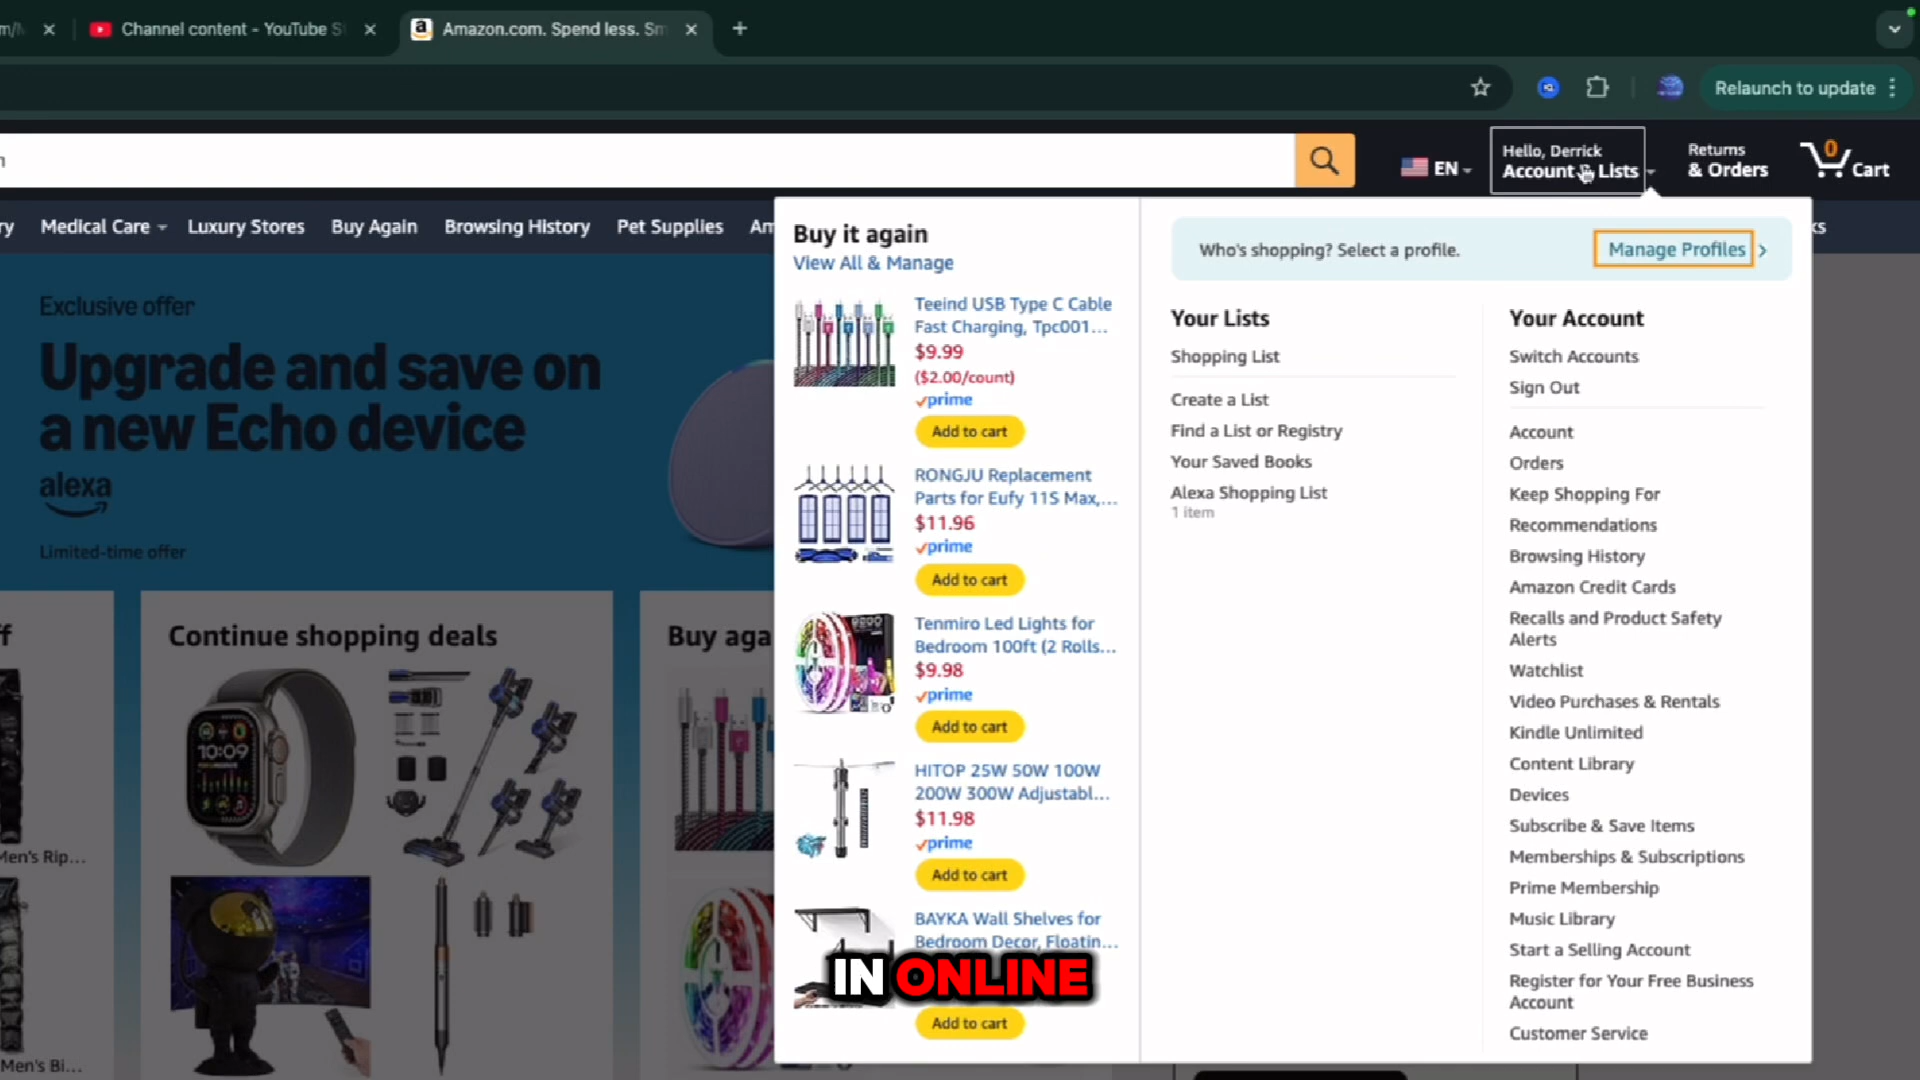 Channel content - YouTube S
Amazon.com. Spend less. Sm
Relaunch to update
EN
Hello, Derrick
Account & Lists
Returns
& Orders
0
Cart
ry
Medical Care
Luxury Stores
Buy Again
Browsing History
Pet Supplies
Am
ks
Exclusive offer
Upgrade and save on
a new Echo device
alexa
Limited-time offer
ff
Continue shopping deals
Buy aga
10:09
Men's Rip...
Men's Bi...
Buy it again
View All & Manage
Teeind USB Type C Cable
Fast Charging, Tpc001...
$9.99
($2.00/count)
prime
Add to cart
RONGJU Replacement
Parts for Eufy 11S Max,...
$11.96
prime
Add to cart
Tenmiro Led Lights for
Bedroom 100ft (2 Rolls...
$9.98
prime
Add to cart
HITOP 25W 50W 100W
200W 300W Adjustabl...
$11.98
prime
Add to cart
BAYKA Wall Shelves for
Bedroom Decor, Floatin...
IN ONLINE
Add to cart
Who's shopping? Select a profile.
Manage Profiles
Your Lists
Shopping List
Create a List
Find a List or Registry
Your Saved Books
Alexa Shopping List
1 item
Your Account
Switch Accounts
Sign Out
Account
Orders
Keep Shopping For
Recommendations
Browsing History
Amazon Credit Cards
Recalls and Product Safety
Alerts
Watchlist
Video Purchases & Rentals
Kindle Unlimited
Content Library
Devices
Subscribe & Save Items
Memberships & Subscriptions
Prime Membership
Music Library
Start a Selling Account
Register for Your Free Business
Account
Customer Service